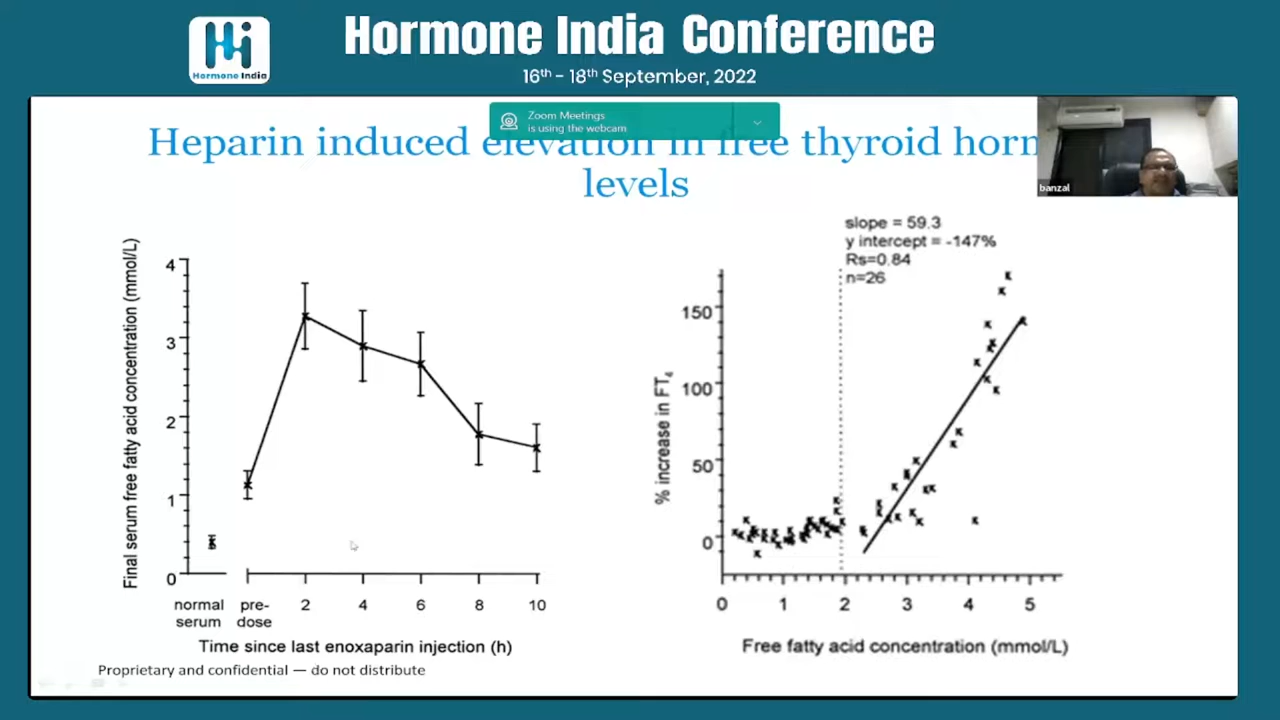 Hormone India Conference
16th - 18th September, 2022
Hi
Hormone India
Zoom Meetings
is using the webcam
Heparin induced elevation in free thyroid horm
levels
banzal
Final serum free fatty acid concentration (mmol/L)
4
3
2
1
0
normal serum
pre-dose
2 4 6 8 10
Time since last enoxaparin injection (h)
slope = 59.3
y intercept = -147%
Rs=0.84
n=26
% increase in FT4
150
100
50
0
0 1 2 3 4 5
Free fatty acid concentration (mmol/L)
Proprietary and confidential — do not distribute